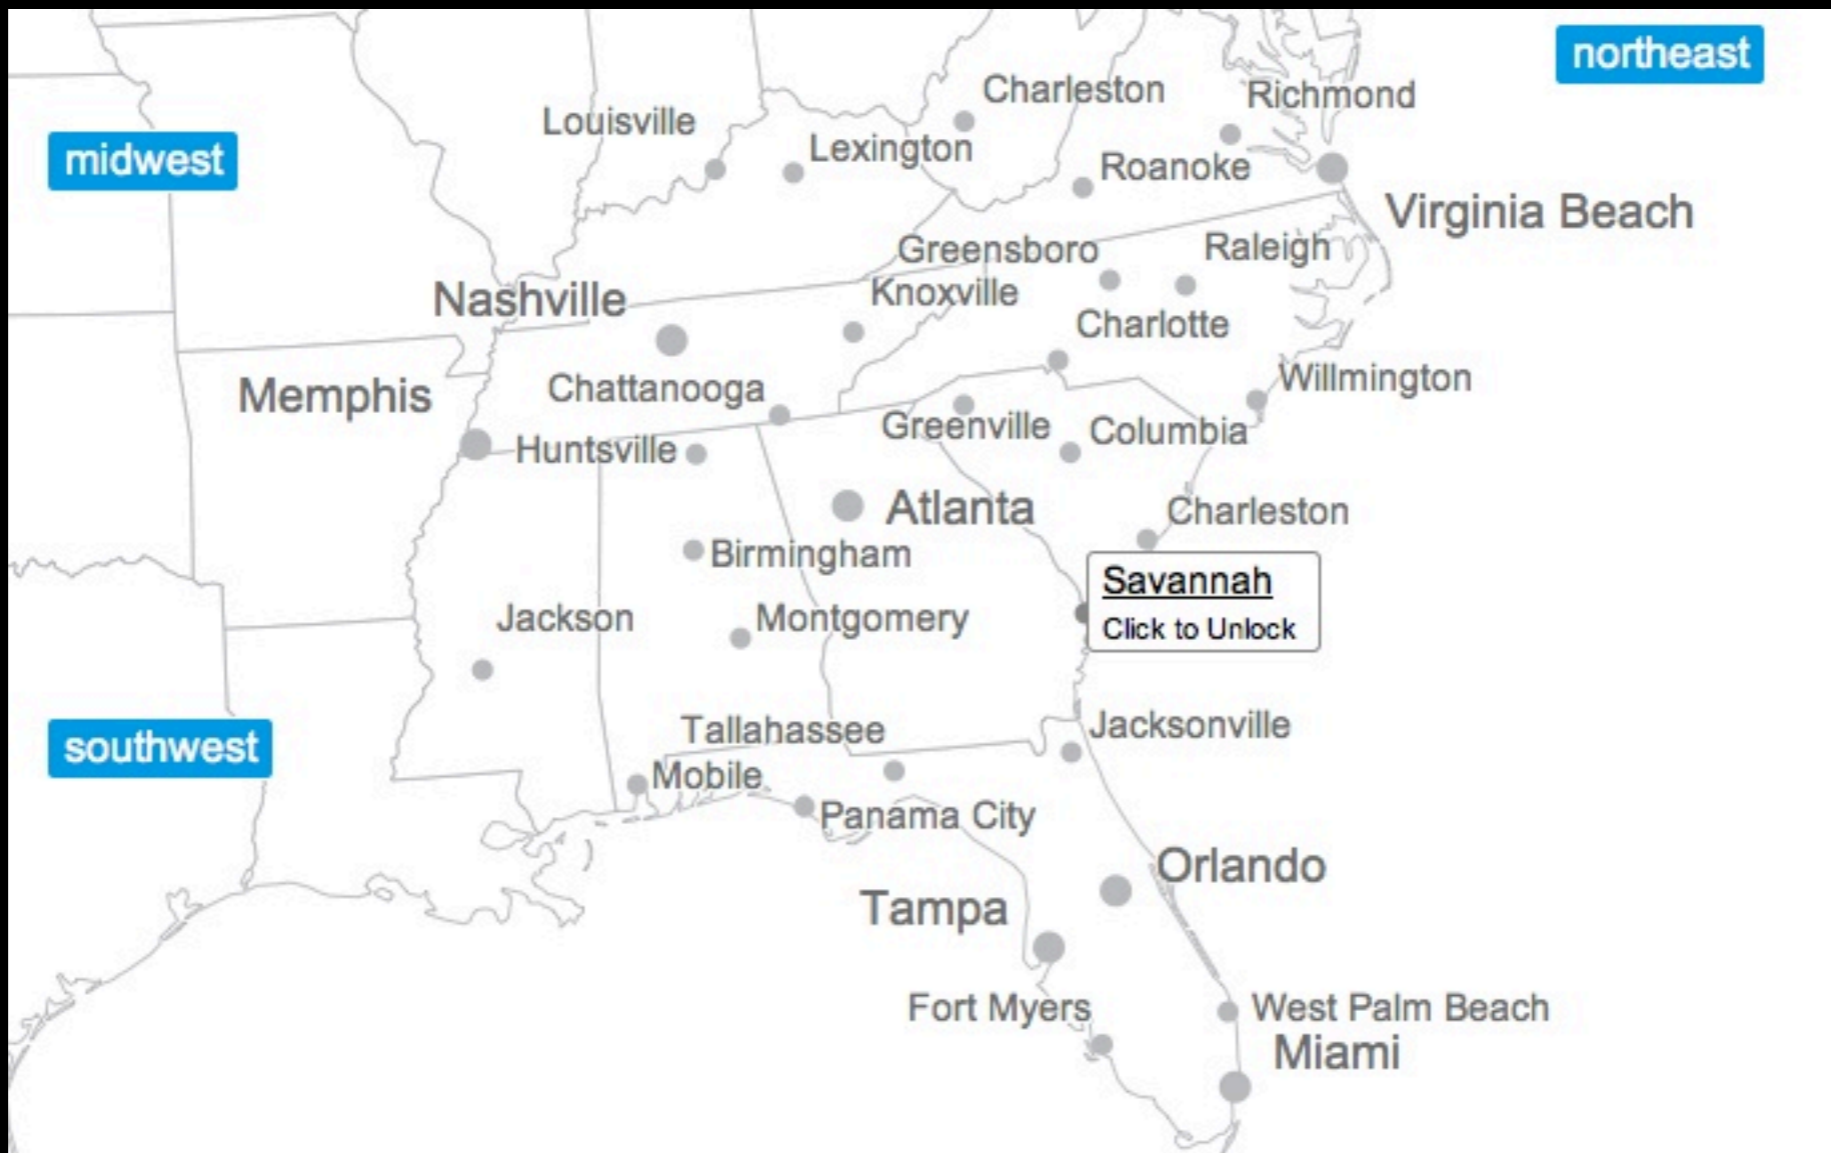 northeast
Charleston
Richmond
Louisville
midwest
Lexington
Roanoke
Virginia Beach
Greensboro
Raleigh
Nashville
Knoxville
Charlotte
Memphis
Chattanooga
Willmington
Greenville
Columbia
Huntsville
Atlanta
Charleston
Birmingham
Savannah
Click to Unlock
Jackson
Montgomery
Tallahassee
Jacksonville
southwest
Mobile
Panama City
Orlando
Tampa
Fort Myers
West Palm Beach
Miami